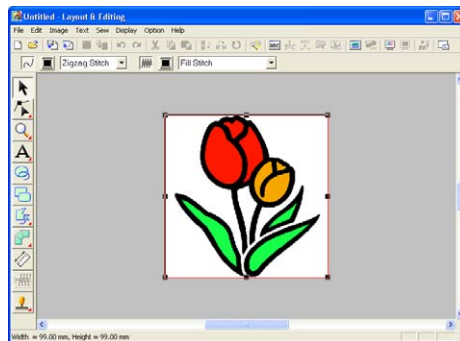 Untitled - Layout & Editing
File Edit Image Text Sew Display Option Help
Zigzag Stitch Fill Stitch
A
Width = 99.00 mm, Height = 99.00 mm